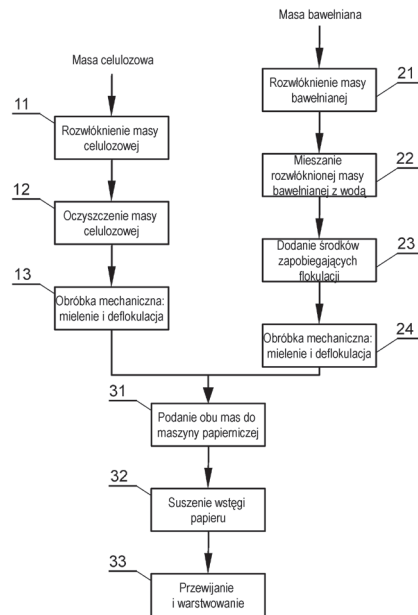 Masa celulozowa
11
Rozwłóknienie masy
celulozowej
12
Oczyszczenie masy
celulozowej
13
Obróbka mechaniczna:
mielenie i deflokulacja
Masa bawełniana
21
Rozwłóknienie masy
bawełnianej
22
Mieszanie
rozwłóknionej masy
bawełnianej z wodą
23
Dodanie środków
zapobiegających
flokulacji
24
Obróbka mechaniczna:
mielenie i deflokulacja
31
Podanie obu mas do
maszyny papierniczej
32
Suszenie wstęgi
papieru
33
Przewijanie
i warstwowanie